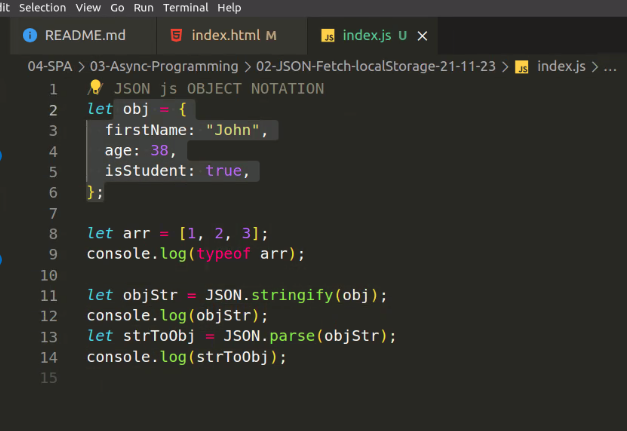 dit Selection View Go Run Terminal Help
README.md index.html M JS index.js U
04-SPA > 03-Async-Programming > 02-JSON-Fetch-localStorage-21-11-23 > JS index.js > ...
1 // JSON js OBJECT NOTATION
2 let obj = {
3 firstName: "John",
4 age: 38,
5 isStudent: true,
6 };
7
8 let arr = [1, 2, 3];
9 console.log(typeof arr);
10
11 let objStr = JSON.stringify(obj);
12 console.log(objStr);
13 let strToObj = JSON.parse(objStr);
14 console.log(strToObj);
15